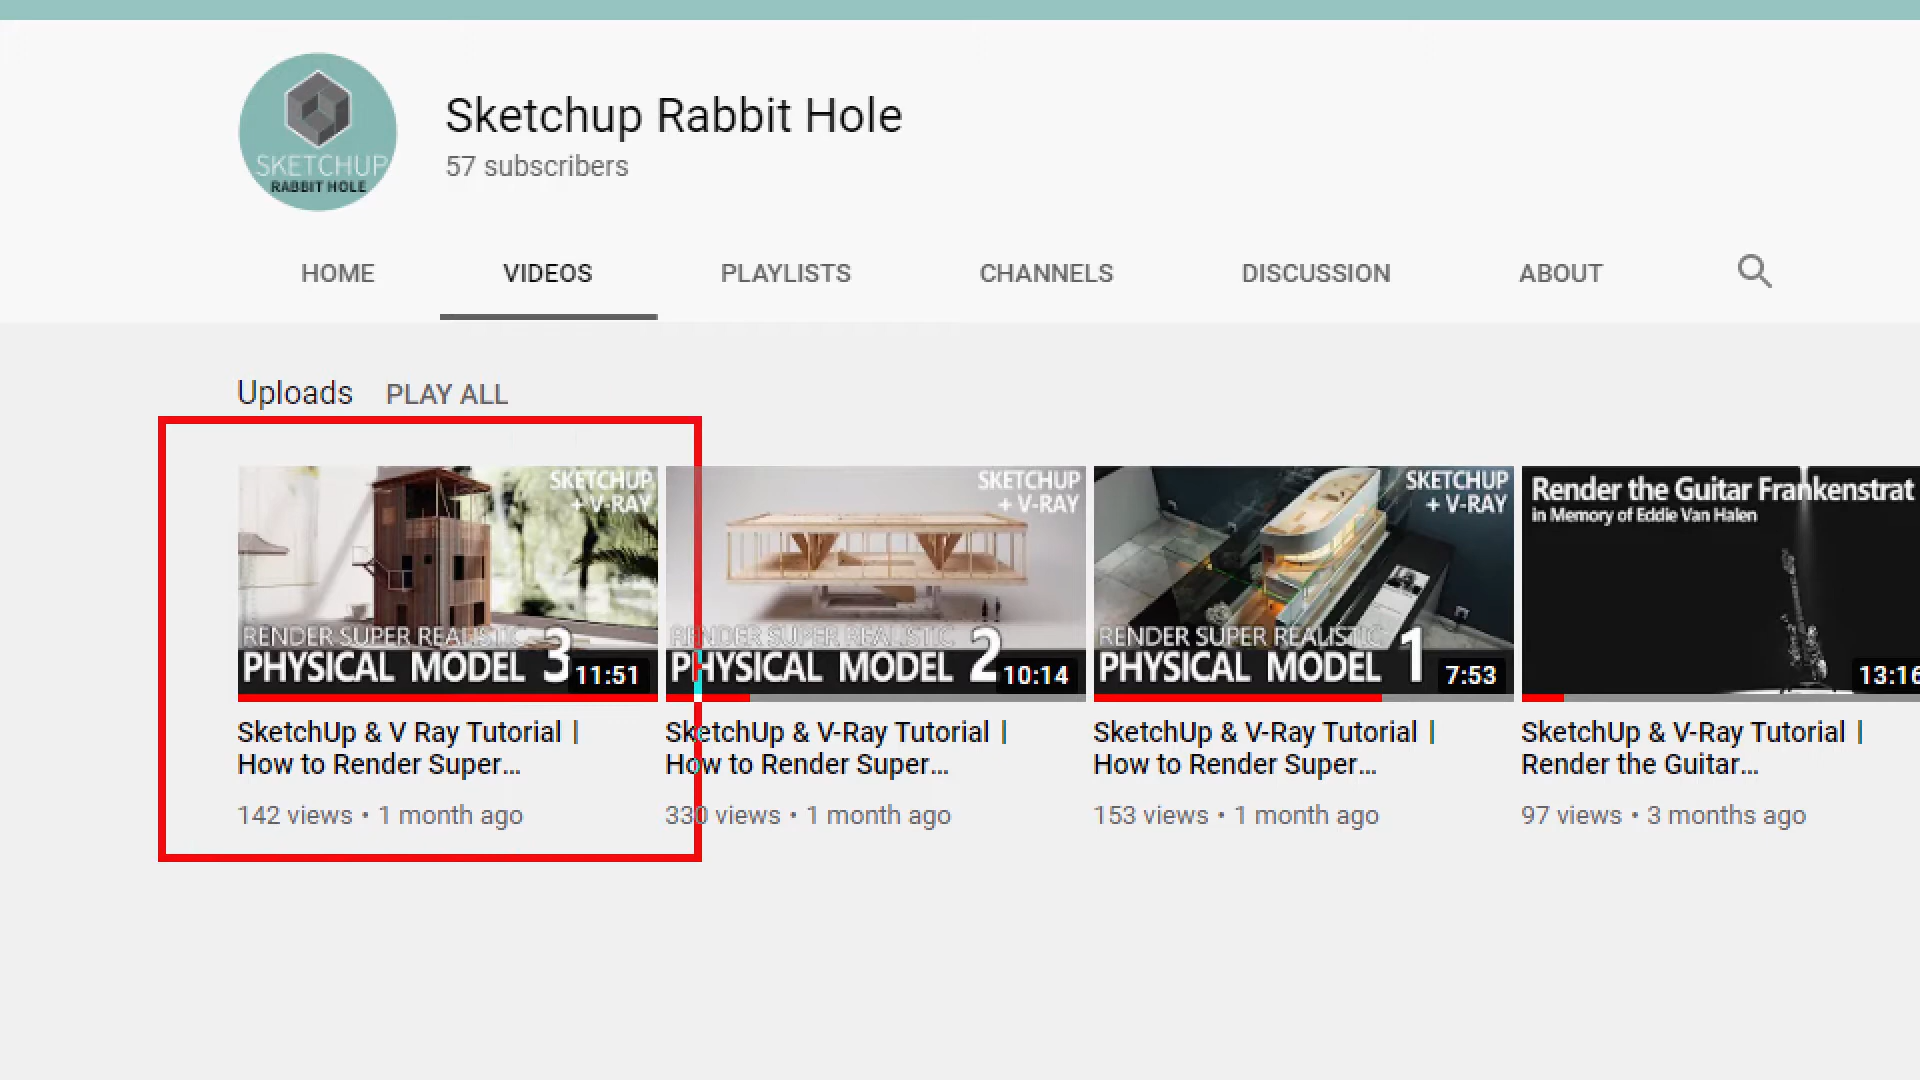 SKETCHUP
RABBIT HOLE
Sketchup Rabbit Hole
57 subscribers
HOME
VIDEOS
PLAYLISTS
CHANNELS
DISCUSSION
ABOUT
Uploads
PLAY ALL
SKETCHUP
+ V-RAY
RENDER SUPER REALISTIC
PHYSICAL MODEL 3
11:51
SketchUp & V Ray Tutorial |
How to Render Super...
142 views • 1 month ago
SKETCHUP
+ V-RAY
RENDER SUPER REALISTIC
PHYSICAL MODEL 2
10:14
SketchUp & V-Ray Tutorial |
How to Render Super...
330 views • 1 month ago
SKETCHUP
+ V-RAY
RENDER SUPER REALISTIC
PHYSICAL MODEL 1
7:53
SketchUp & V-Ray Tutorial |
How to Render Super...
153 views • 1 month ago
Render the Guitar Frankenstrat
in Memory of Eddie Van Halen
13:16
SketchUp & V-Ray Tutorial |
Render the Guitar...
97 views • 3 months ago